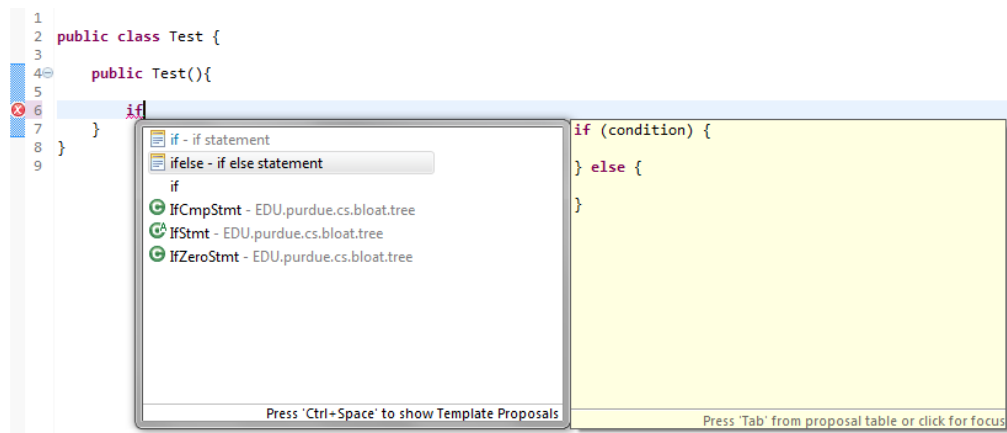 1
2 public class Test {
3
4 public Test(){
5
6 if
7 }
8 }
9
if - if statement
ifelse - if else statement
if
IfCmpStmt - EDU.purdue.cs.bloat.tree
IfStmt - EDU.purdue.cs.bloat.tree
IfZeroStmt - EDU.purdue.cs.bloat.tree
Press 'Ctrl+Space' to show Template Proposals
if (condition) {
} else {
}
Press 'Tab' from proposal table or click for focus